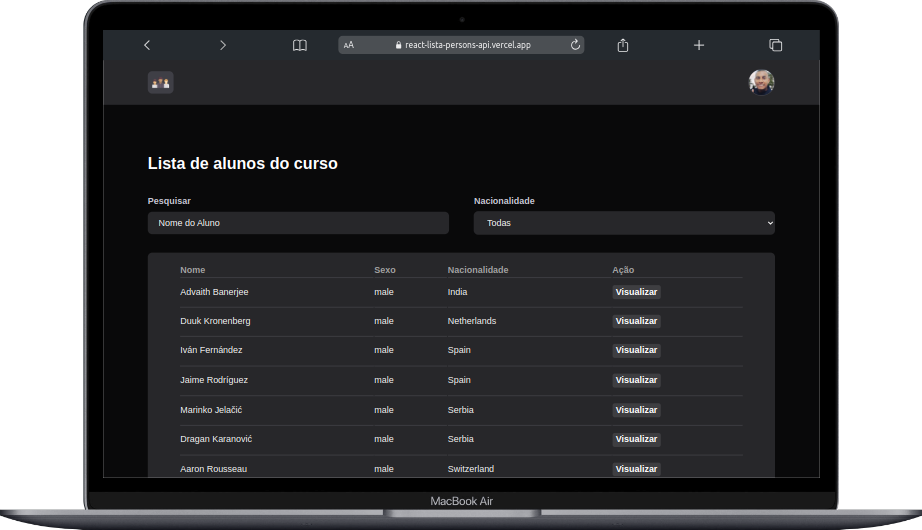 AA react-lista-persons-api.vercel.app
Lista de alunos do curso
Pesquisar Nacionalidade
Nome do Aluno Todas
Nome Sexo Nacionalidade Ação
Advaith Banerjee male India Visualizar
Duuk Kronenberg male Netherlands Visualizar
Iván Fernández male Spain Visualizar
Jaime Rodríguez male Spain Visualizar
Marinko Jelačić male Serbia Visualizar
Dragan Karanović male Serbia Visualizar
Aaron Rousseau male Switzerland Visualizar
MacBook Air